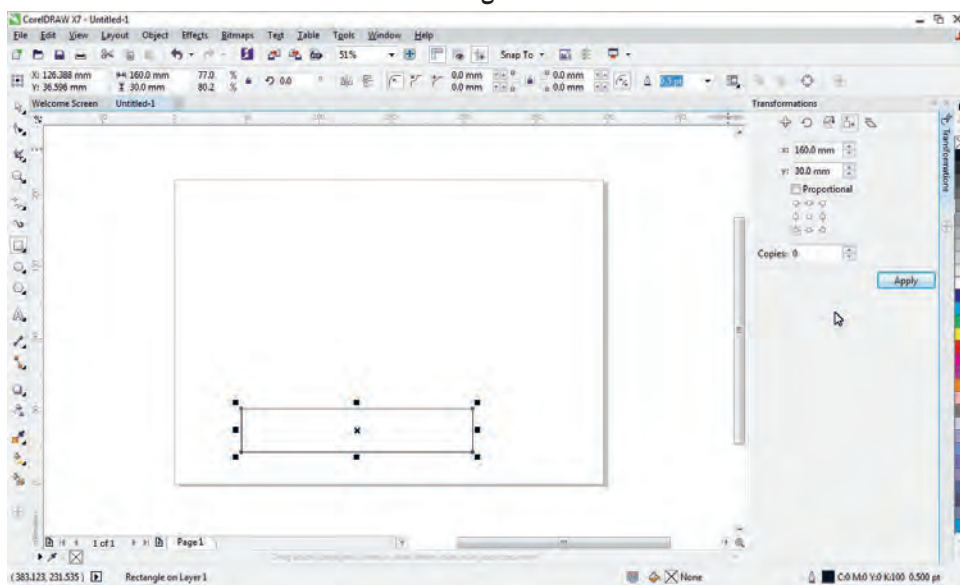 CorelDRAW X7 - Untitled-1
File Edit View Layout Object Effects Bitmaps Text Table Tools Window Help
51% Snap To
X: 126.388 mm 160.0 mm 77.0 % 0.0 ° 0.0 mm 0.0 mm 0.5 pt
Y: 36.596 mm 30.0 mm 80.2 % 0.0 mm 0.0 mm
Welcome Screen Untitled-1
Transformations
Transformations
x: 160.0 mm
y: 30.0 mm
Proportional
Copies: 0
Apply
1 of 1 Page 1
(383.123, 231.535) Rectangle on Layer 1 None C:0 M:0 Y:0 K:100 0.500 pt